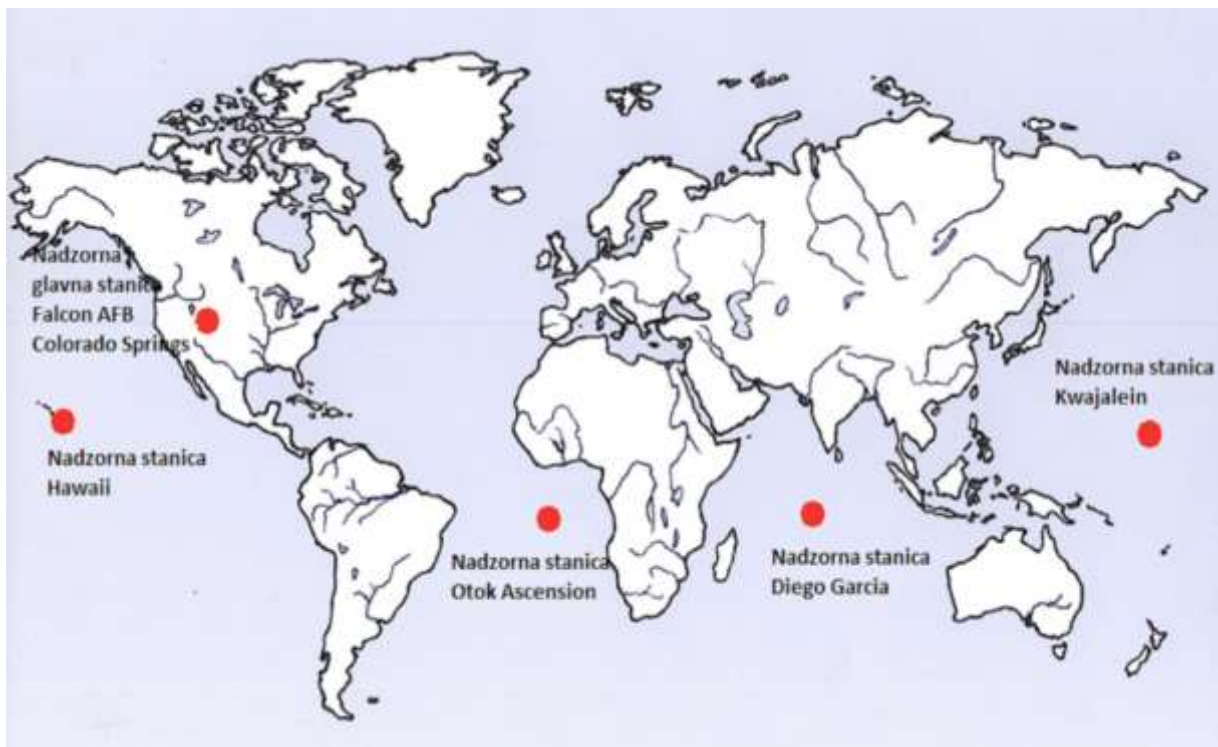 Nadzorna
glavna stanica
Falcon AFB
Colorado Springs
Nadzorna stanica
Hawaii
Nadzorna stanica
Otok Ascension
Nadzorna stanica
Diego Garcia
Nadzorna stanica
Kwajalein